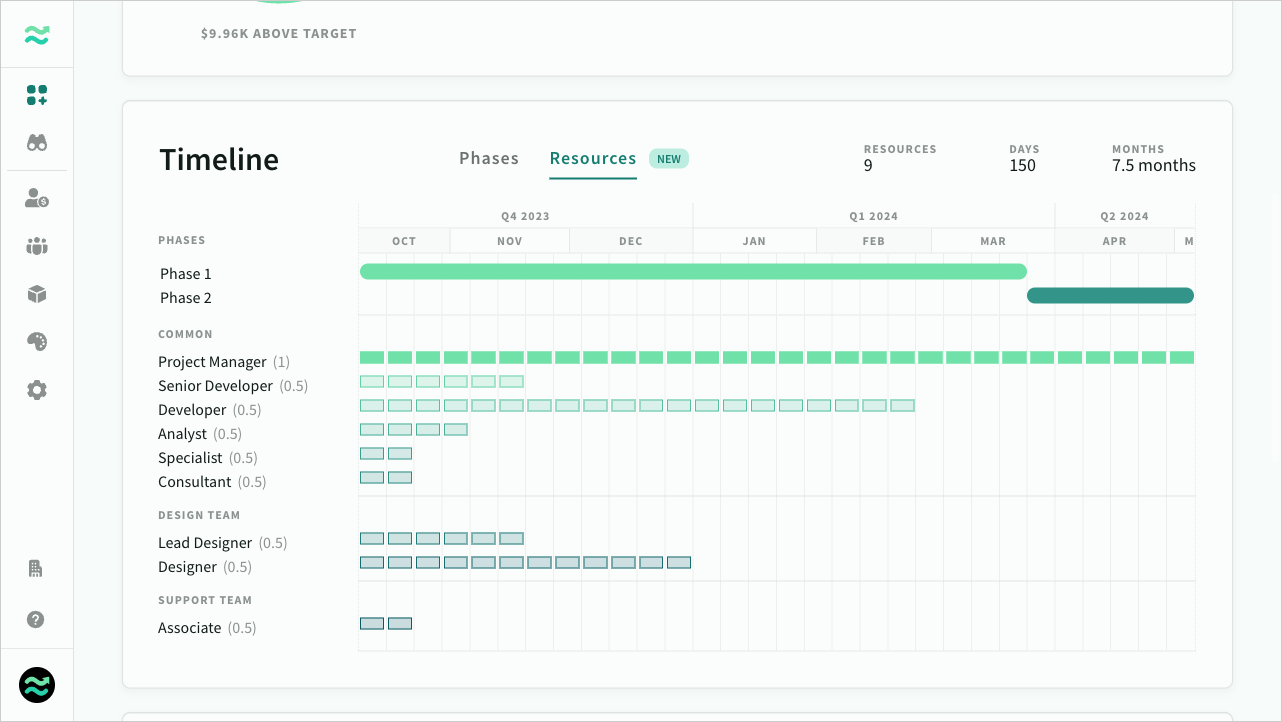 $9.96K ABOVE TARGET
Timeline
Phases
Resources
NEW
RESOURCES
9
DAYS
150
MONTHS
7.5 months
Q4 2023
Q1 2024
Q2 2024
PHASES
OCT
NOV
DEC
JAN
FEB
MAR
APR
M
Phase 1
Phase 2
COMMON
Project Manager (1)
Senior Developer (0.5)
Developer (0.5)
Analyst (0.5)
Specialist (0.5)
Consultant (0.5)
DESIGN TEAM
Lead Designer (0.5)
Designer (0.5)
SUPPORT TEAM
Associate (0.5)